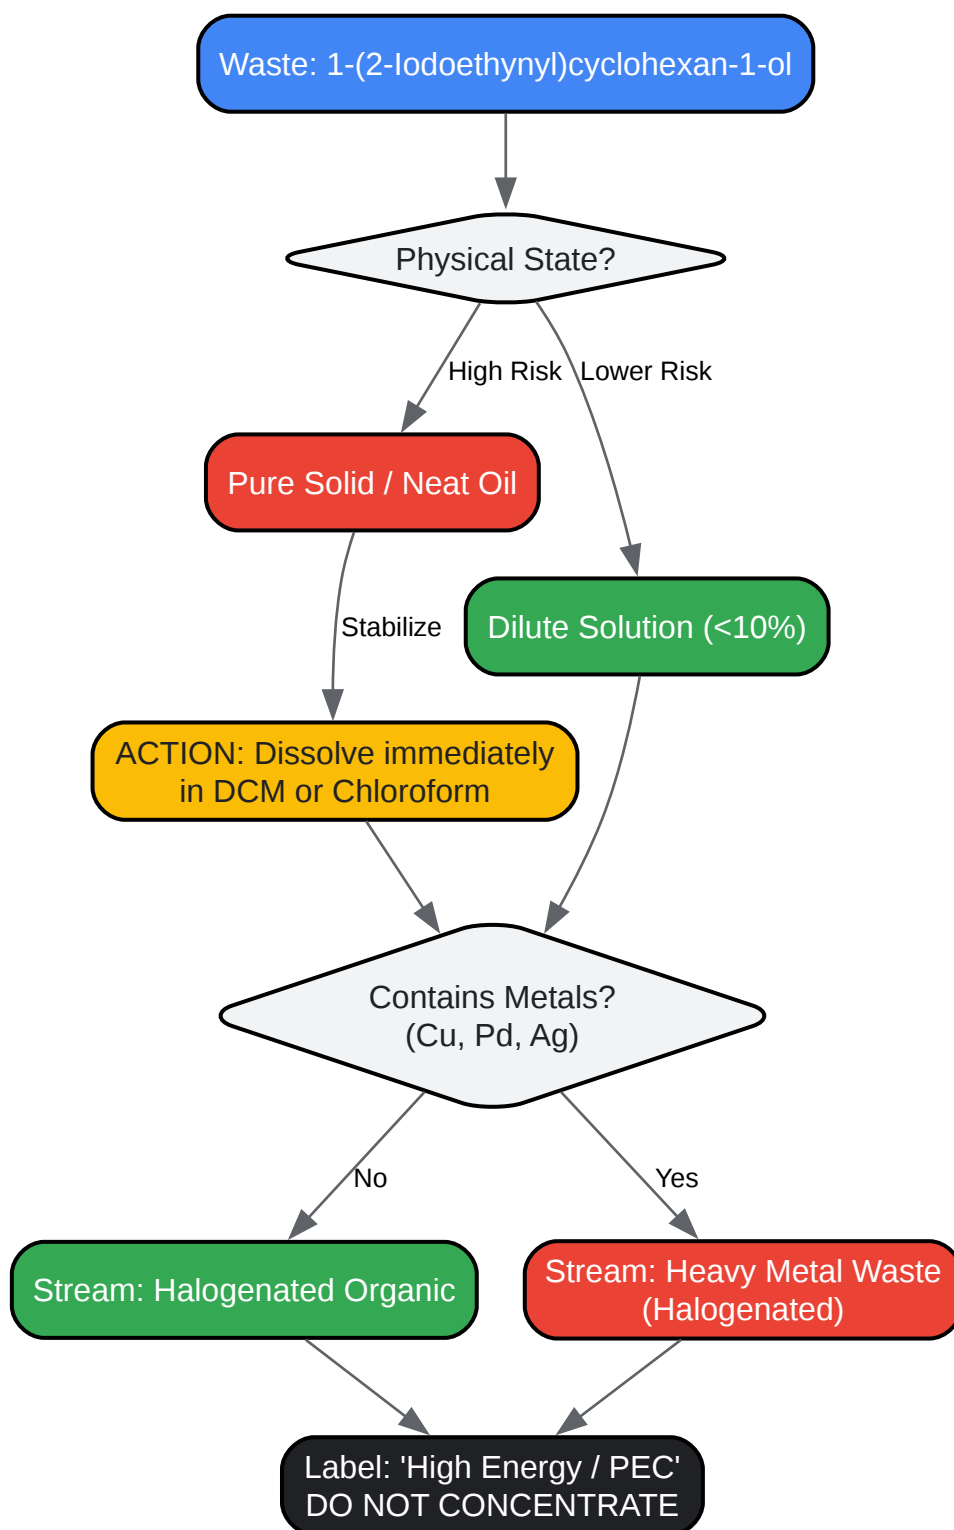 Waste: 1-(2-Iodoethynyl)cyclohexan-1-ol
Physical State?
High Risk
Lower Risk
Pure Solid / Neat Oil
Dilute Solution (<10%)
Stabilize
ACTION: Dissolve immediately
in DCM or Chloroform
Contains Metals?
(Cu, Pd, Ag)
No
Yes
Stream: Halogenated Organic
Stream: Heavy Metal Waste
(Halogenated)
Label: 'High Energy / PEC'
DO NOT CONCENTRATE